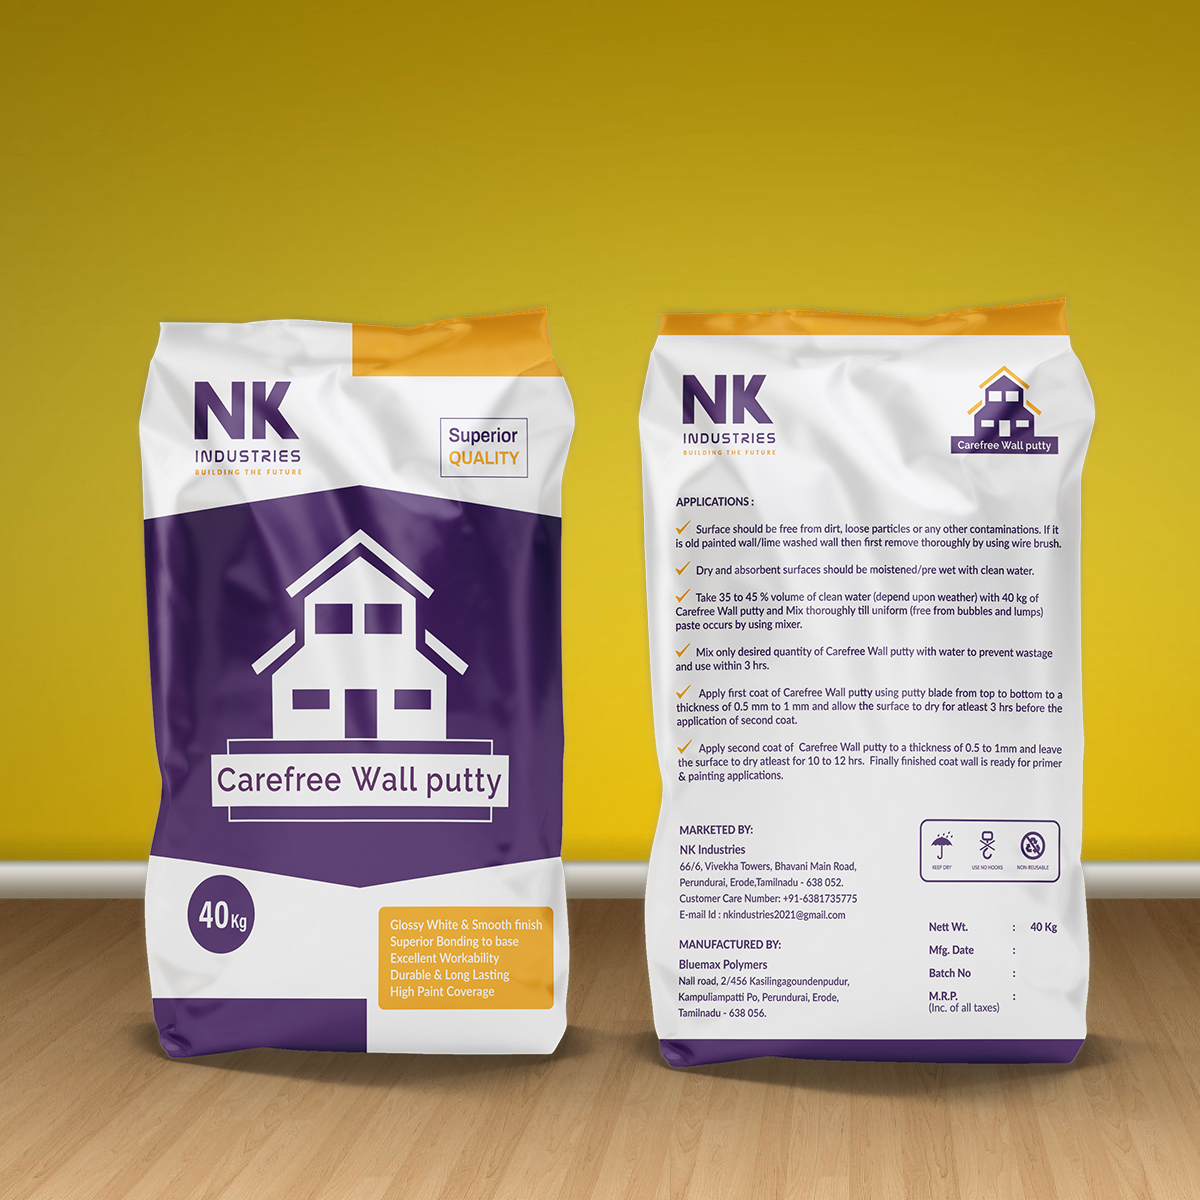 NK
INDUSTRIES
BUILDING THE FUTURE
Superior
QUALITY
Carefree Wall putty
40 Kg
Glossy White & Smooth finish
Superior Bonding to base
Excellent Workability
Durable & Long Lasting
High Paint Coverage
NK
INDUSTRIES
BUILDING THE FUTURE
Carefree Wall putty
APPLICATIONS :
Surface should be free from dirt, loose particles or any other contaminations. If it
is old painted wall/lime washed wall then first remove thoroughly by using wire brush.
Dry and absorbent surfaces should be moistened/pre wet with clean water.
Take 35 to 45 % volume of clean water (depend upon weather) with 40 kg of
Carefree Wall putty and Mix thoroughly till uniform (free from bubbles and lumps)
paste occurs by using mixer.
Mix only desired quantity of Carefree Wall putty with water to prevent wastage
and use within 3 hrs.
Apply first coat of Carefree Wall putty using putty blade from top to bottom to a
thickness of 0.5 mm to 1 mm and allow the surface to dry for atleast 3 hrs before the
application of second coat.
Apply second coat of Carefree Wall putty to a thickness of 0.5 to 1mm and leave
the surface to dry atleast for 10 to 12 hrs. Finally finished coat wall is ready for primer
& painting applications.
MARKETED BY:
NK Industries
66/6, Vivekha Towers, Bhavani Main Road,
Perundurai, Erode,Tamilnadu - 638 052.
Customer Care Number: +91-6381735775
E-mail Id : nkindustries2021@gmail.com
MANUFACTURED BY:
Bluemax Polymers
Nall road, 2/456 Kasilingagoundenpudur,
Kampuliampatti Po, Perundurai, Erode,
Tamilnadu - 638 056.
KEEP DRY
USE NO HOOKS
NON-REUSABLE
Nett Wt. : 40 Kg
Mfg. Date :
Batch No :
M.R.P. :
(Inc. of all taxes)